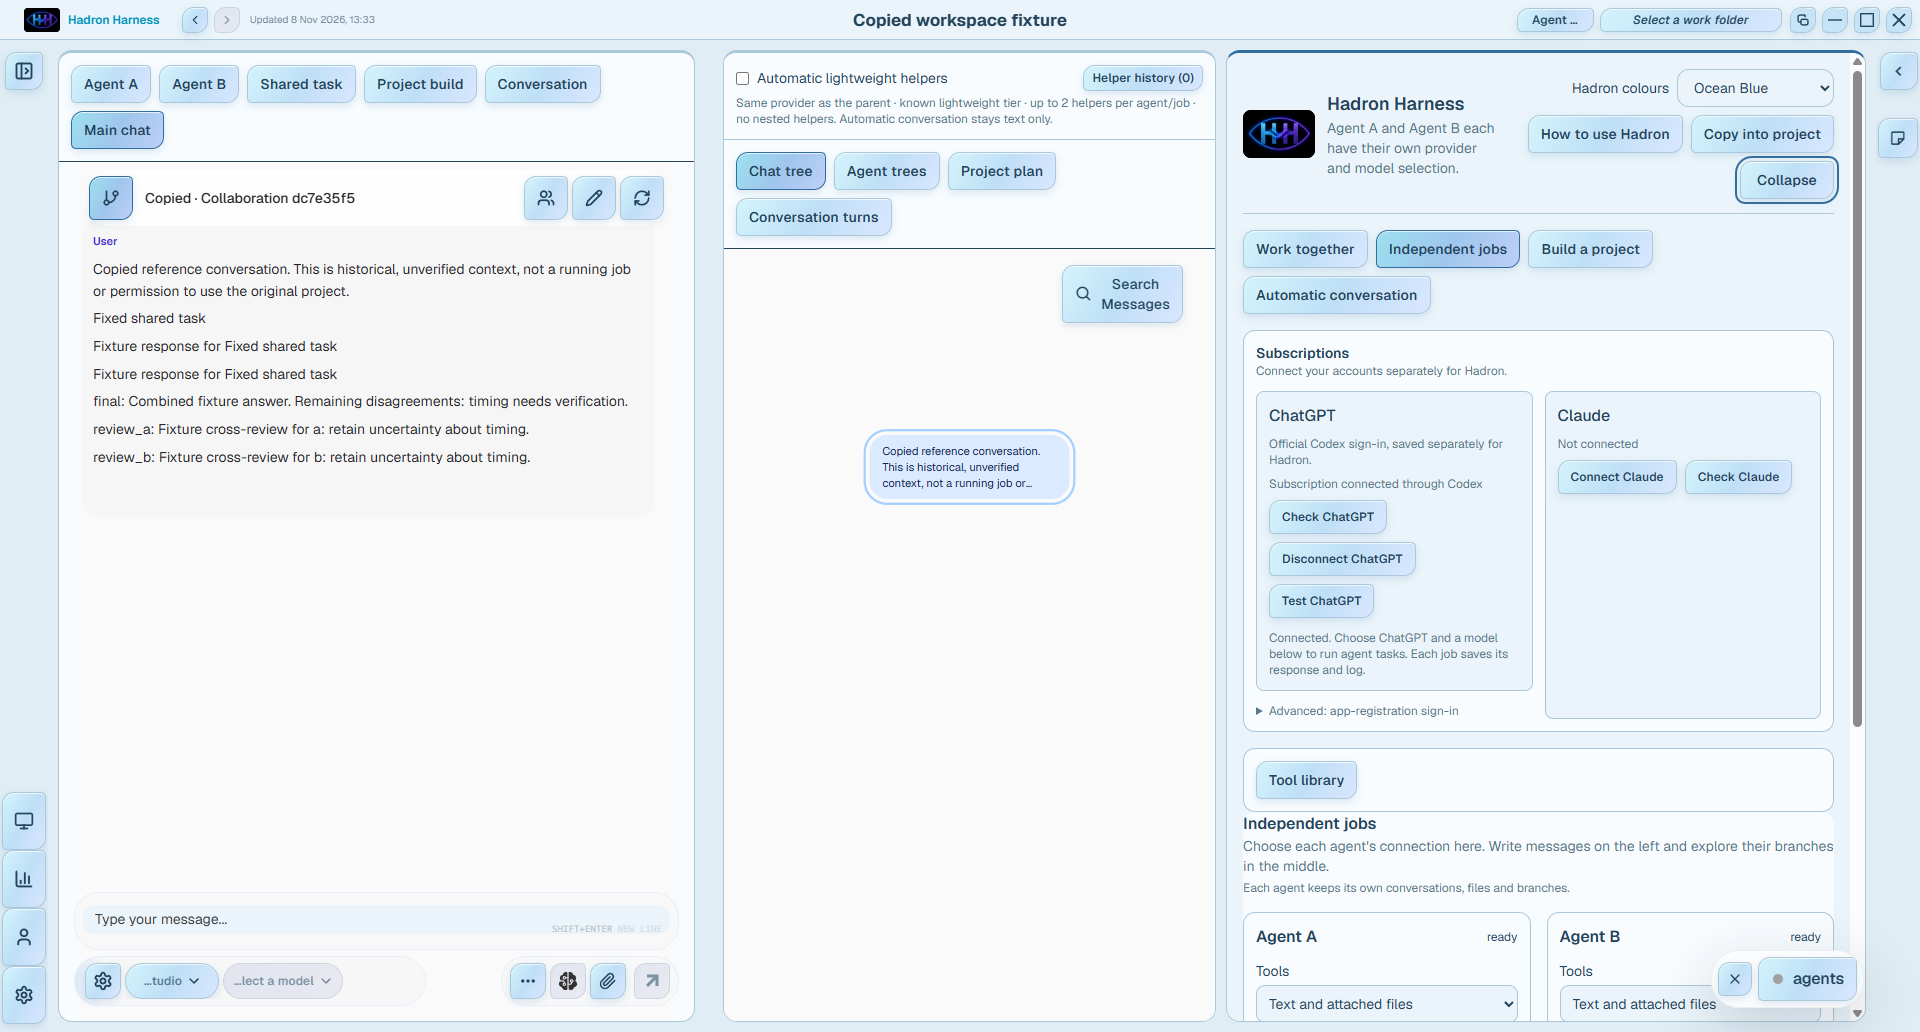 Hadron Harness
Updated 8 Nov 2026, 13:33
Copied workspace fixture
Agent ...
Select a work folder
Agent A
Agent B
Shared task
Project build
Conversation
Main chat
Copied · Collaboration dc7e35f5
User
Copied reference conversation. This is historical, unverified context, not a running job
or permission to use the original project.
Fixed shared task
Fixture response for Fixed shared task
Fixture response for Fixed shared task
final: Combined fixture answer. Remaining disagreements: timing needs verification.
review_a: Fixture cross-review for a: retain uncertainty about timing.
review_b: Fixture cross-review for b: retain uncertainty about timing.
Type your message...
SHIFT+ENTER NEW LINE
...tudio
...lect a model
Automatic lightweight helpers
Helper history (0)
Same provider as the parent · known lightweight tier · up to 2 helpers per agent/job ·
no nested helpers. Automatic conversation stays text only.
Chat tree
Agent trees
Project plan
Conversation turns
Search
Messages
Copied reference conversation.
This is historical, unverified
context, not a running job or...
Hadron Harness
Agent A and Agent B each
have their own provider
and model selection.
Hadron colours
Ocean Blue
How to use Hadron
Copy into project
Collapse
Work together
Independent jobs
Build a project
Automatic conversation
Subscriptions
Connect your accounts separately for Hadron.
ChatGPT
Official Codex sign-in, saved separately for
Hadron.
Subscription connected through Codex
Check ChatGPT
Disconnect ChatGPT
Test ChatGPT
Connected. Choose ChatGPT and a model
below to run agent tasks. Each job saves its
response and log.
Claude
Not connected
Connect Claude
Check Claude
Advanced: app-registration sign-in
Tool library
Independent jobs
Choose each agent's connection here. Write messages on the left and explore their branches
in the middle.
Each agent keeps its own conversations, files and branches.
Agent A
ready
Tools
Text and attached files
Agent B
ready
Tools
Text and attached files
agents